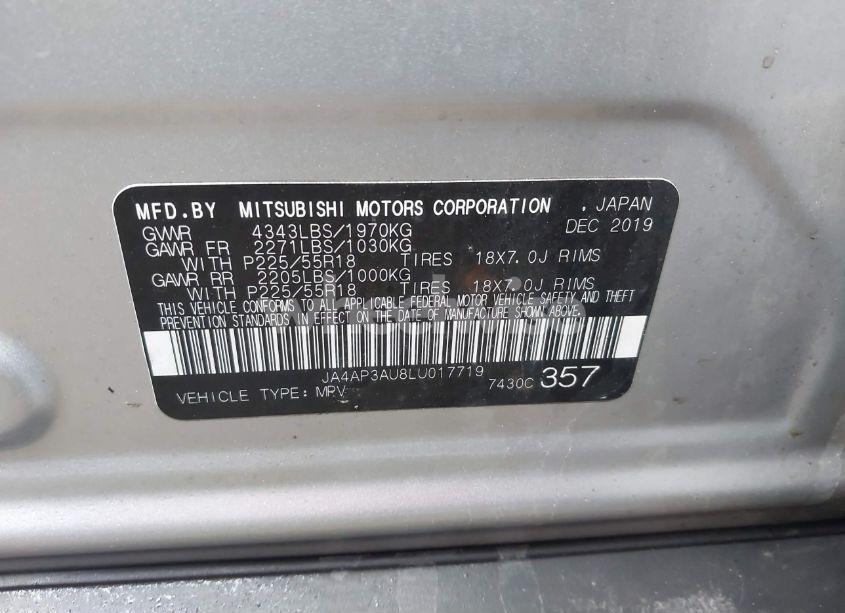 MFD.BY MITSUBISHI MOTORS CORPORATION , JAPAN
GVWR 4343LBS/1970KG DEC 2019
GAWR FR 2271LBS/1030KG
WITH P225/55R18 TIRES 18X7.0J RIMS
GAWR RR 2205LBS/1000KG
WITH P225/55R18 TIRES 18X7.0J RIMS
THIS VEHICLE CONFORMS TO ALL APPLICABLE FEDERAL MOTOR VEHICLE SAFETY AND THEFT
PREVENTION STANDARDS IN EFFECT ON THE DATE OF MANUFACTURE SHOWN ABOVE.
JA4AP3AU8LU017719
VEHICLE TYPE: MPV 7430C 357